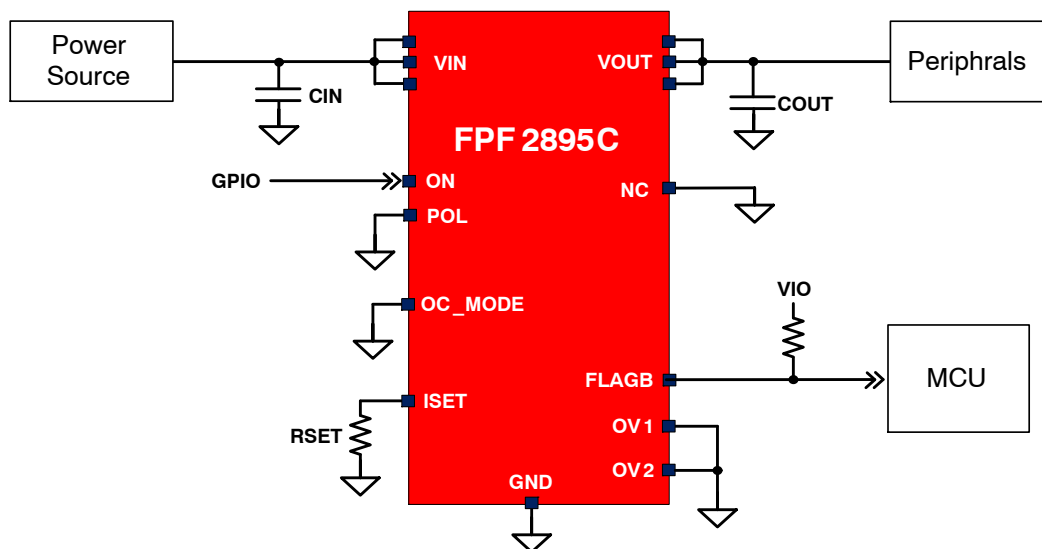 Power
Source
VIN
VOUT
Periphrals
CIN
COUT
FPF 2895C
GPIO
ON
NC
POL
OC_MODE
VIO
FLAGB
MCU
ISET
RSET
OV1
OV2
GND